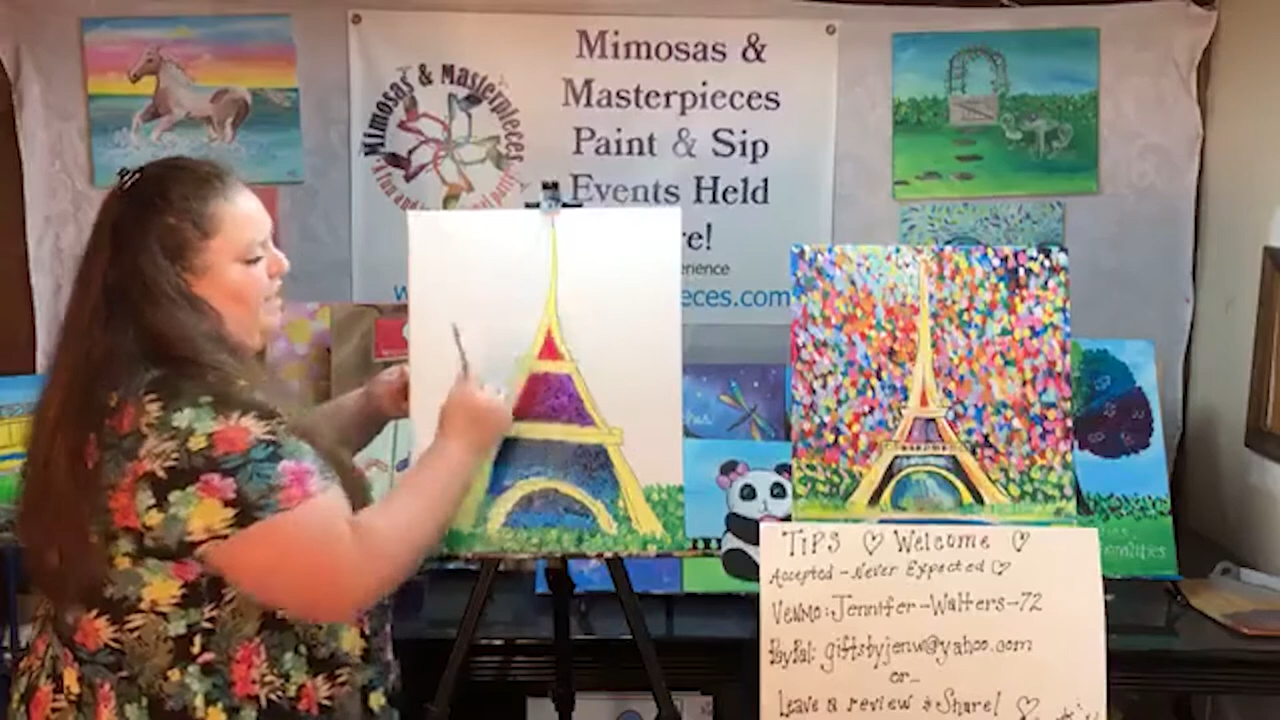 Mimosas &
Masterpieces
Paint & Sip
Events Held
re!
erience
w
eces.com
Mimosas & Masterpieces
TiPS ♡ Welcome ♡
Accepted - Never Expected ♡
Venmo: Jennifer-Walters-72
PayPal: giftsbyjenw@yahoo.com
or...
Leave a review & Share! ♡